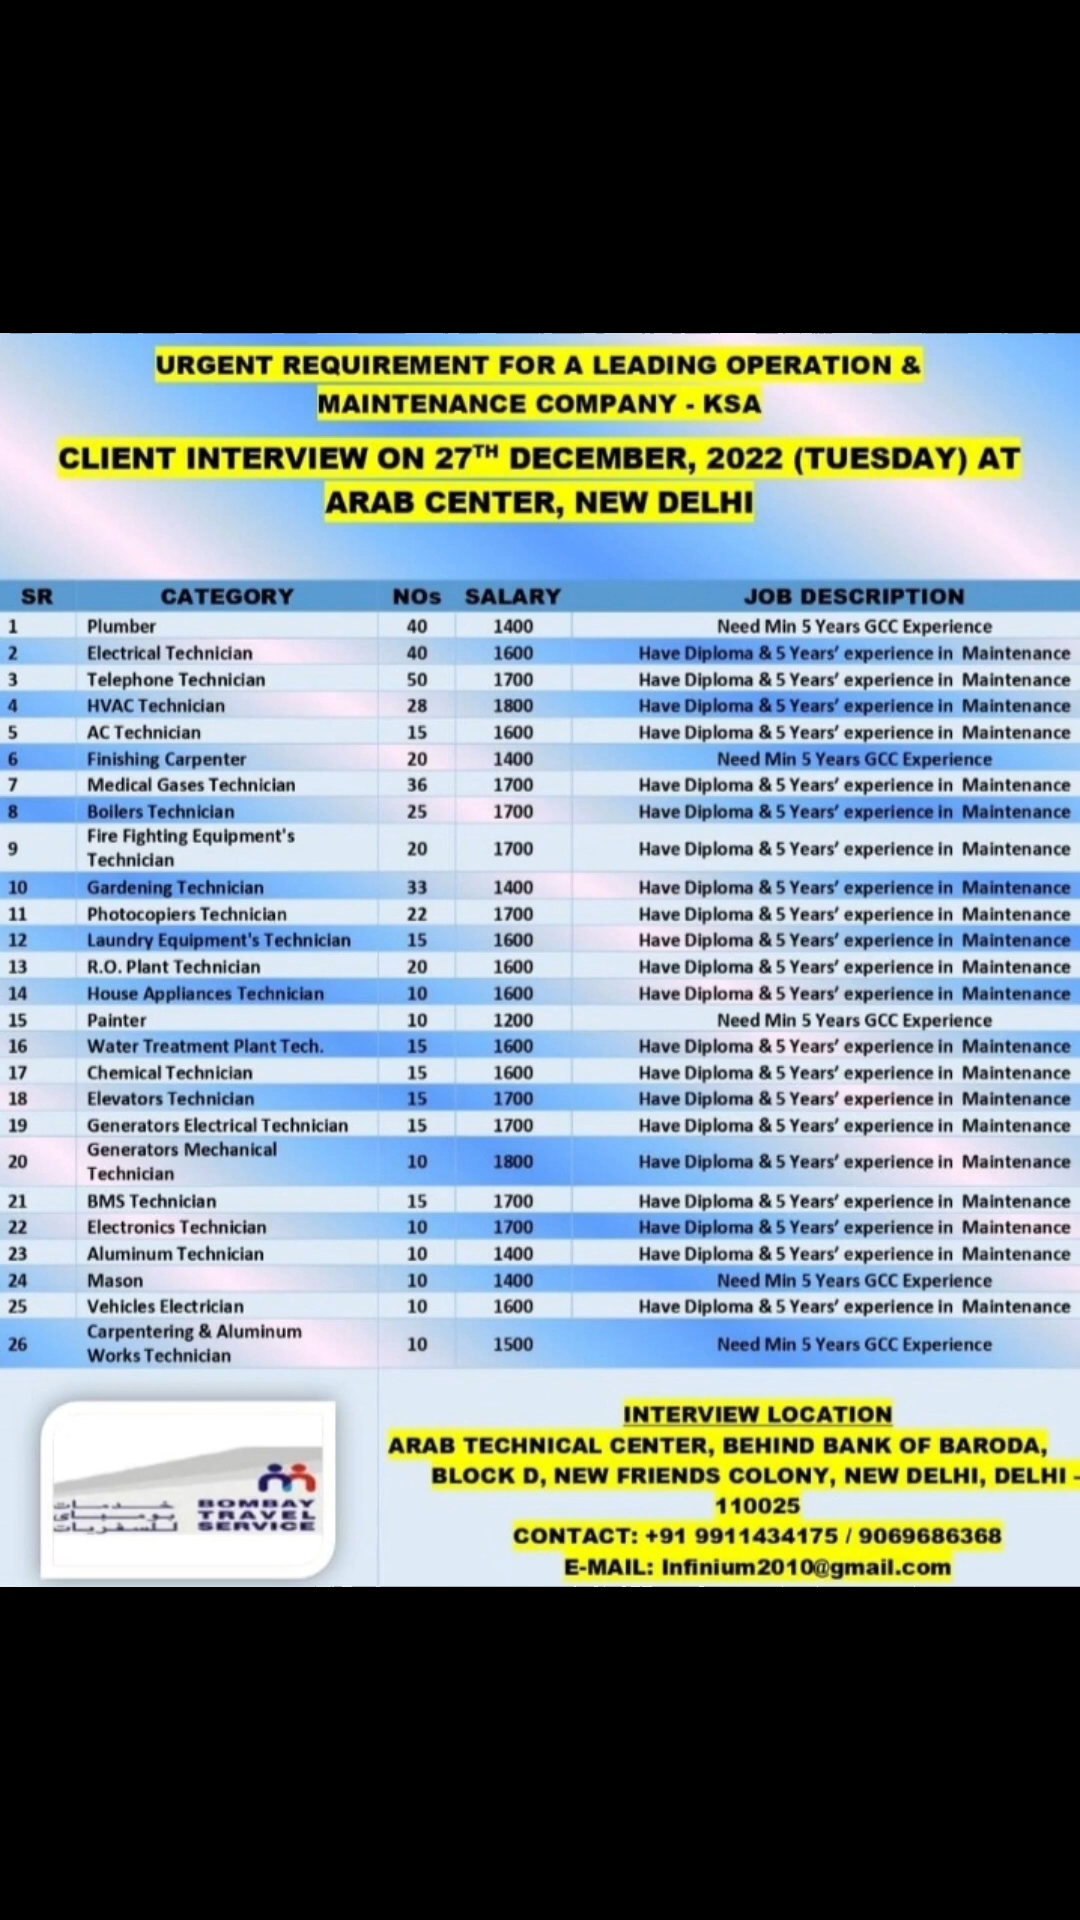 URGENT REQUIREMENT FOR A LEADING OPERATION &
MAINTENANCE COMPANY - KSA
CLIENT INTERVIEW ON 27TH DECEMBER, 2022 (TUESDAY) AT
ARAB CENTER, NEW DELHI
SR CATEGORY NOs SALARY JOB DESCRIPTION
1 Plumber 40 1400 Need Min 5 Years GCC Experience
2 Electrical Technician 40 1600 Have Diploma & 5 Years' experience in Maintenance
3 Telephone Technician 50 1700 Have Diploma & 5 Years' experience in Maintenance
4 HVAC Technician 28 1800 Have Diploma & 5 Years' experience in Maintenance
5 AC Technician 15 1600 Have Diploma & 5 Years' experience in Maintenance
6 Finishing Carpenter 20 1400 Need Min 5 Years GCC Experience
7 Medical Gases Technician 36 1700 Have Diploma & 5 Years' experience in Maintenance
8 Boilers Technician 25 1700 Have Diploma & 5 Years' experience in Maintenance
9 Fire Fighting Equipment's
Technician 20 1700 Have Diploma & 5 Years' experience in Maintenance
10 Gardening Technician 33 1400 Have Diploma & 5 Years' experience in Maintenance
11 Photocopiers Technician 22 1700 Have Diploma & 5 Years' experience in Maintenance
12 Laundry Equipment's Technician 15 1600 Have Diploma & 5 Years' experience in Maintenance
13 R.O. Plant Technician 20 1600 Have Diploma & 5 Years' experience in Maintenance
14 House Appliances Technician 10 1600 Have Diploma & 5 Years' experience in Maintenance
15 Painter 10 1200 Need Min 5 Years GCC Experience
16 Water Treatment Plant Tech. 15 1600 Have Diploma & 5 Years' experience in Maintenance
17 Chemical Technician 15 1600 Have Diploma & 5 Years' experience in Maintenance
18 Elevators Technician 15 1700 Have Diploma & 5 Years' experience in Maintenance
19 Generators Electrical Technician 15 1700 Have Diploma & 5 Years' experience in Maintenance
20 Generators Mechanical
Technician 10 1800 Have Diploma & 5 Years' experience in Maintenance
21 BMS Technician 15 1700 Have Diploma & 5 Years' experience in Maintenance
22 Electronics Technician 10 1700 Have Diploma & 5 Years' experience in Maintenance
23 Aluminum Technician 10 1400 Have Diploma & 5 Years' experience in Maintenance
24 Mason 10 1400 Need Min 5 Years GCC Experience
25 Vehicles Electrician 10 1600 Have Diploma & 5 Years' experience in Maintenance
26 Carpentering & Aluminum
Works Technician 10 1500 Need Min 5 Years GCC Experience
INTERVIEW LOCATION
ARAB TECHNICAL CENTER, BEHIND BANK OF BARODA,
BLOCK D, NEW FRIENDS COLONY, NEW DELHI, DELHI -
110025
CONTACT: +91 9911434175 / 9069686368
E-MAIL: Infinium2010@gmail.com
خدمات BOMBAY
بومباي TRAVEL
للسفريات SERVICE